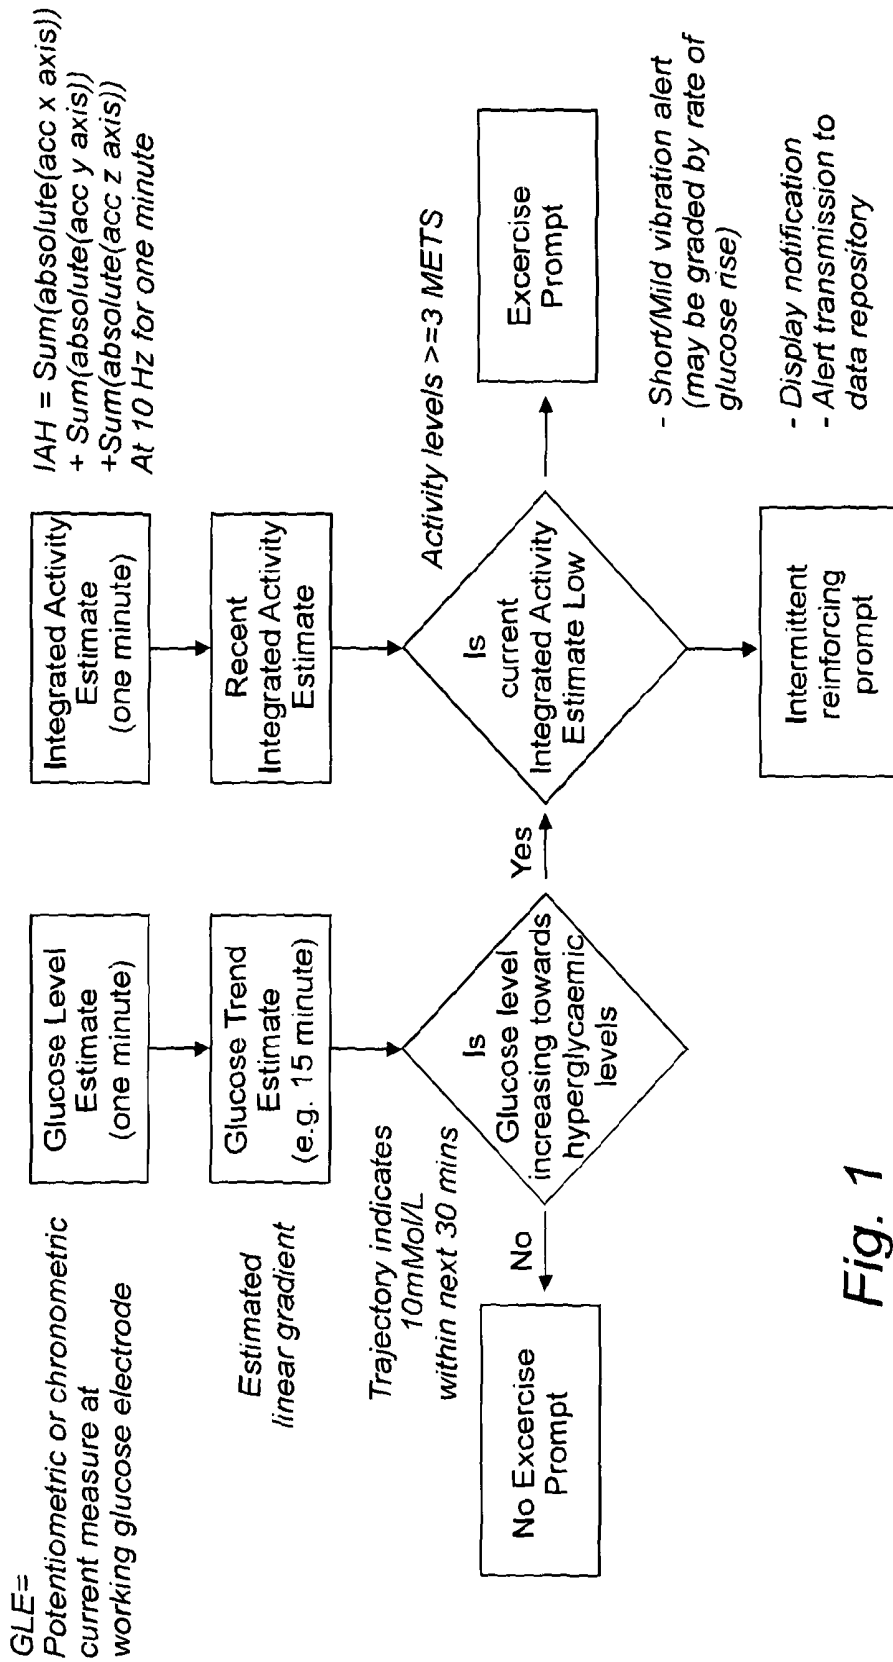 GLE=
Potentiometric or chronometric
current measure at
working glucose electrode
Glucose Level
Estimate
(one minute)
Integrated Activity
Estimate
(one minute)
IAH = Sum(absolute(acc x axis))
+ Sum(absolute(acc y axis))
+Sum(absolute(acc z axis))
At 10 Hz for one minute
Estimated
linear gradient
Glucose Trend
Estimate
(e.g. 15 minute)
Recent
Integrated Activity
Estimate
Trajectory indicates
10mMol/L
within next 30 mins
Activity levels >=3 METS
No Excercise
Prompt
No
Is
Glucose level
increasing towards
hyperglycaemic
levels
Yes
Is
current
Integrated Activity
Estimate Low
Excercise
Prompt
- Short/Mild vibration alert
(may be graded by rate of
glucose rise)
Intermittent
reinforcing
prompt
- Display notification
- Alert transmission to
data repository
Fig. 1